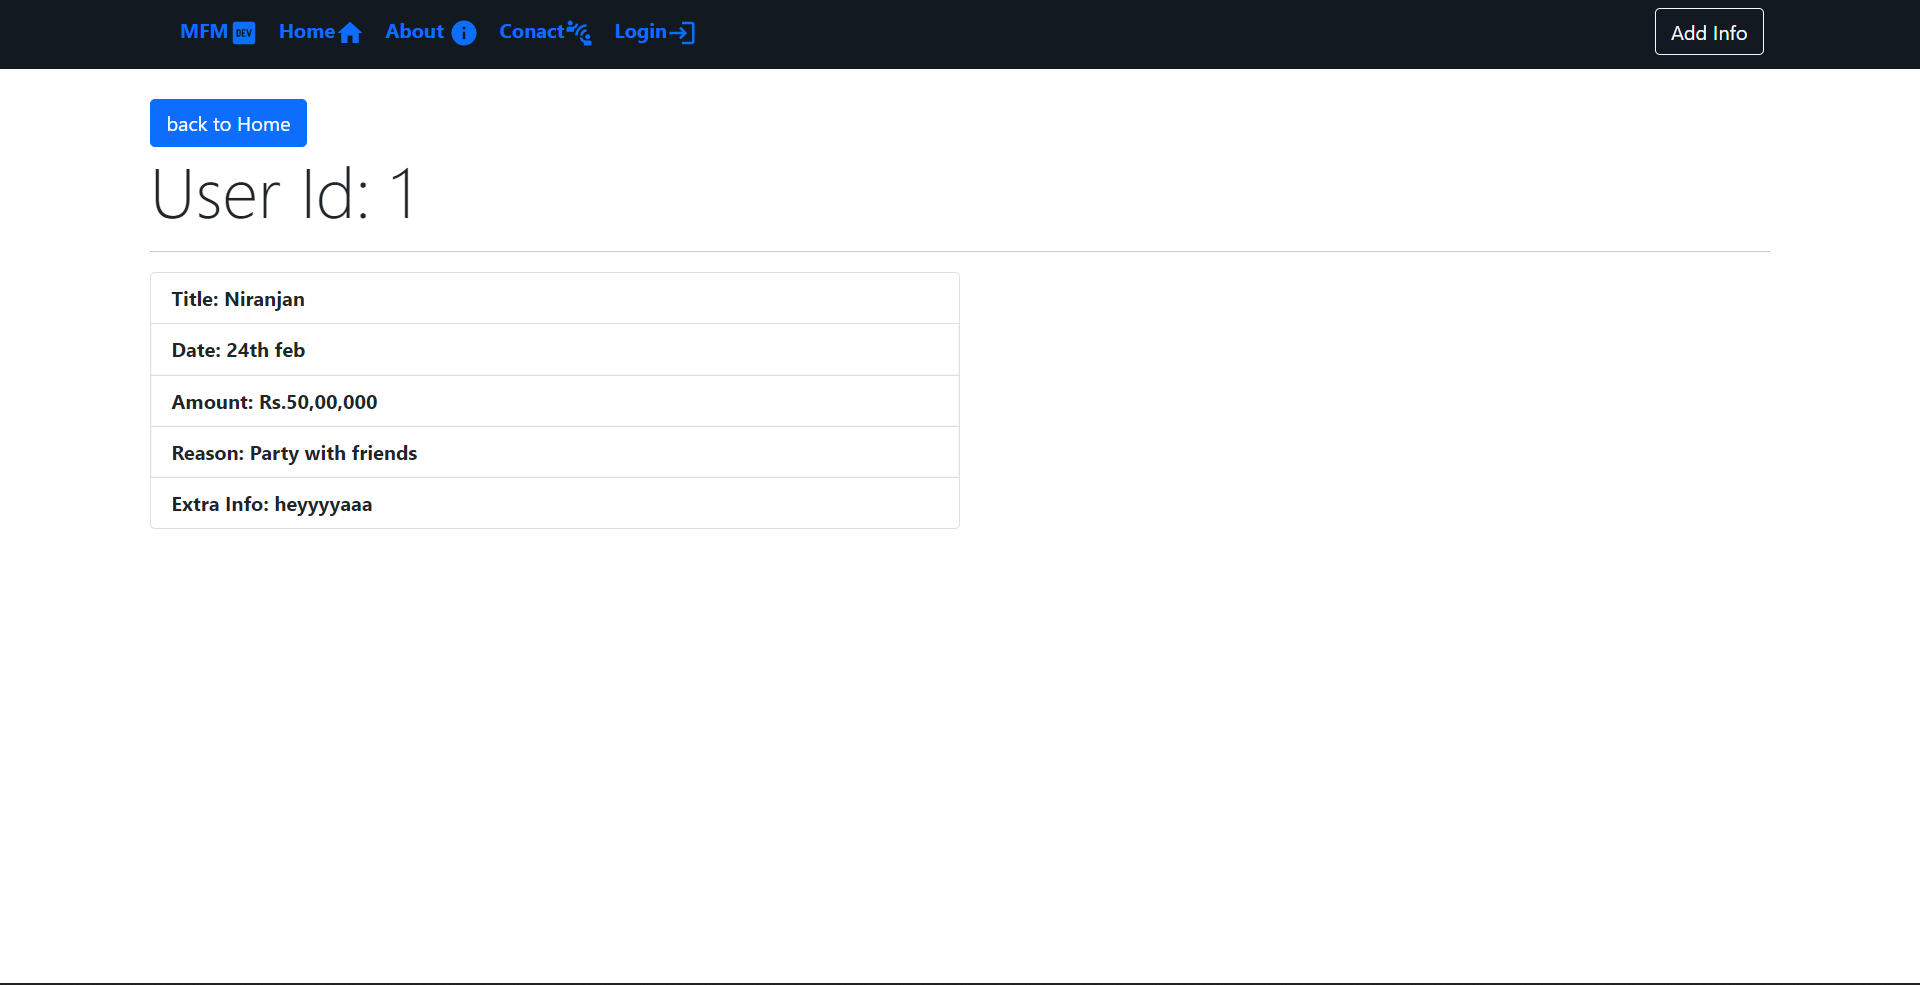 MFM DEV Home About Conact Login Add Info
back to Home
User Id: 1
Title: Niranjan
Date: 24th feb
Amount: Rs.50,00,000
Reason: Party with friends
Extra Info: heyyyyaaa